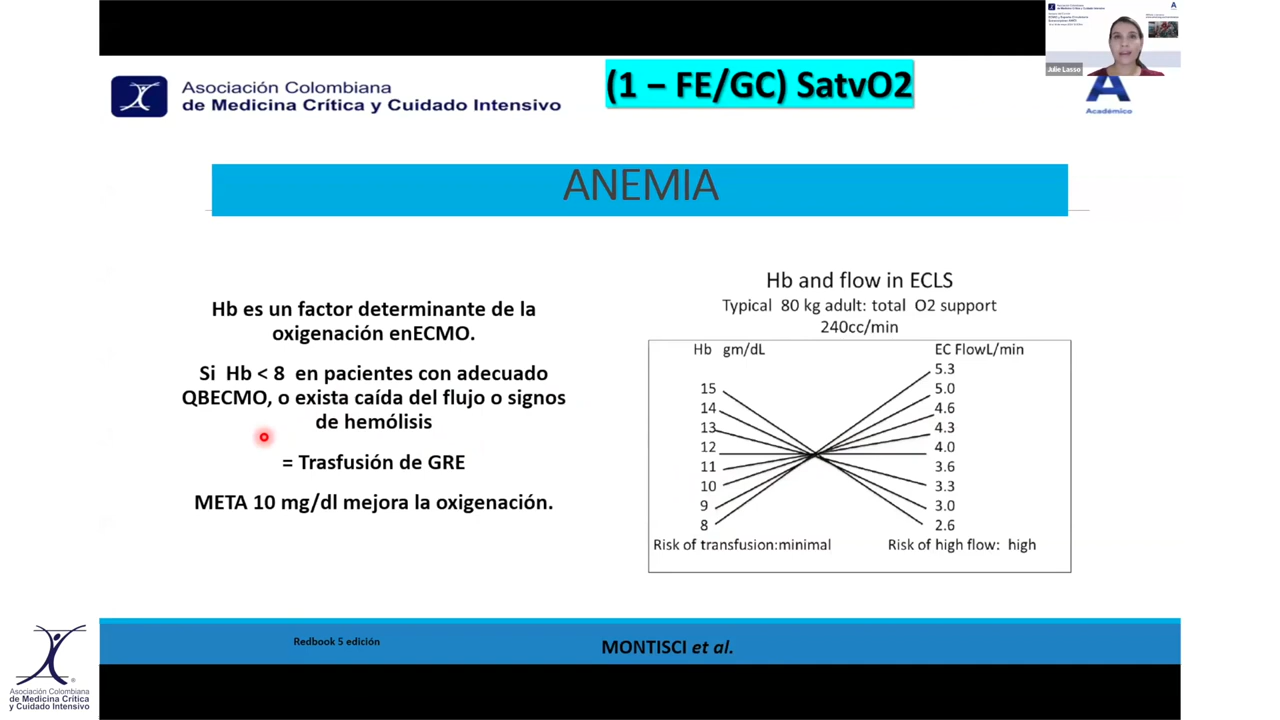 Asociación Colombiana
de Medicina Crítica y Cuidado Intensivo
(1 – FE/GC) SatvO2
Julie Lasso
A
Académico
ANEMIA
Hb es un factor determinante de la
oxigenación enECMO.
Si Hb < 8 en pacientes con adecuado
QBECMO, o exista caída del flujo o signos
de hemólisis
= Trasfusión de GRE
META 10 mg/dl mejora la oxigenación.
Hb and flow in ECLS
Typical 80 kg adult: total O2 support
240cc/min
Hb gm/dL
EC FlowL/min
5.3
15
5.0
14
4.6
13
4.3
12
4.0
11
3.6
10
3.3
9
3.0
8
2.6
Risk of transfusion:minimal
Risk of high flow: high
Redbook 5 edición
MONTISCI et al.
Asociación Colombiana
de Medicina Crítica
y Cuidado Intensivo